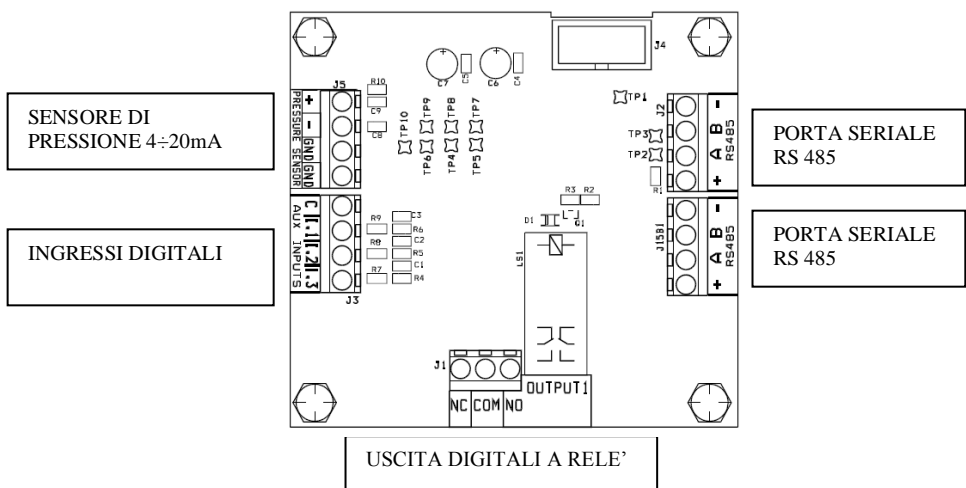 SENSORE DI
PRESSIONE 4÷20mA
INGRESSI DIGITALI
J5
+
-
GND
GND
PRESSURE SENSOR
C
I.1
I.2
I.3
AUX INPUTS
J3
R10
C9
C8
R9
R8
R7
C3
R6
C2
R5
C1
R4
+
C7
C5
+
C6
C4
TP10
TP9
TP8
TP7
TP6
TP4
TP5
J4
TP1
TP3
TP2
R1
R3
R2
D1
Q1
LS1
J2
-
B
A
+
RS485
J15B1
-
B
A
+
RS485
J1
NC
COM
NO
OUTPUT1
PORTA SERIALE
RS 485
PORTA SERIALE
RS 485
USCITA DIGITALI A RELE’